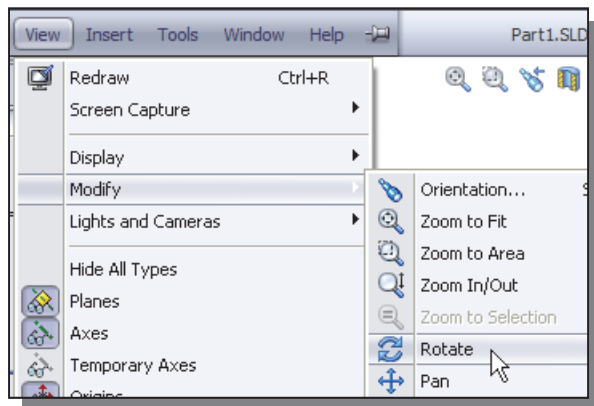 View Insert Tools Window Help Part1.SLD
Redraw Ctrl+R
Screen Capture
Display
Modify
Lights and Cameras
Hide All Types
Planes
Axes
Temporary Axes
Origins
Orientation...
Zoom to Fit
Zoom to Area
Zoom In/Out
Zoom to Selection
Rotate
Pan